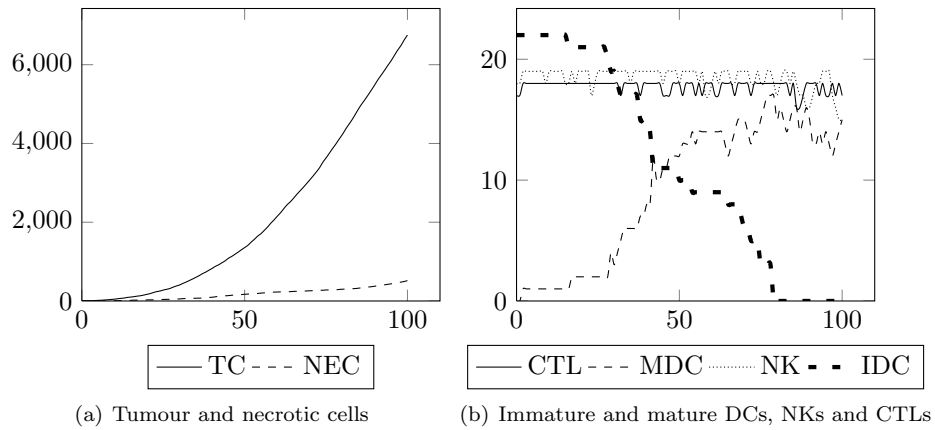 6,000
4,000
2,000
0
0
50
100
TC
NEC
(a) Tumour and necrotic cells
20
10
0
0
50
100
CTL
MDC
NK
IDC
(b) Immature and mature DCs, NKs and CTLs